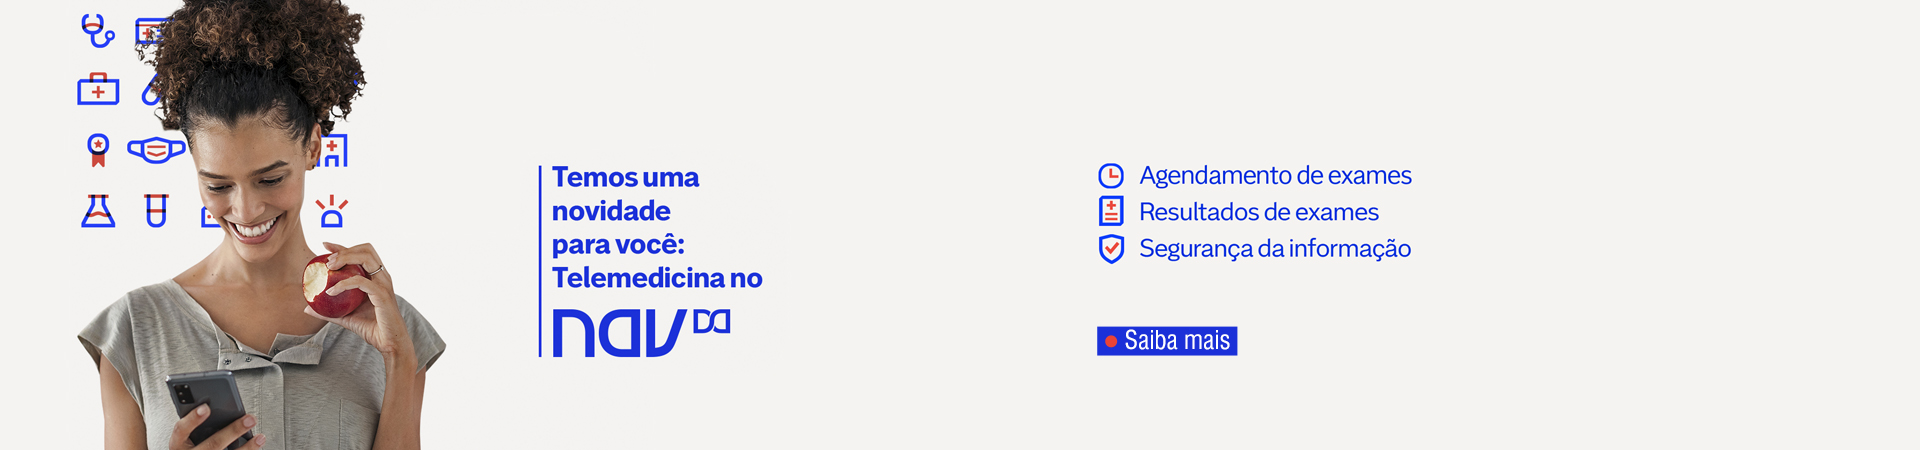 Temos uma
novidade
para você:
Telemedicina no
nav
Agendamento de exames
Resultados de exames
Segurança da informação
Saiba mais